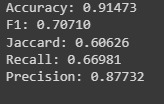 Accuracy: 0.91473
F1: 0.70710
Jaccard: 0.60626
Recall: 0.66981
Precision: 0.87732